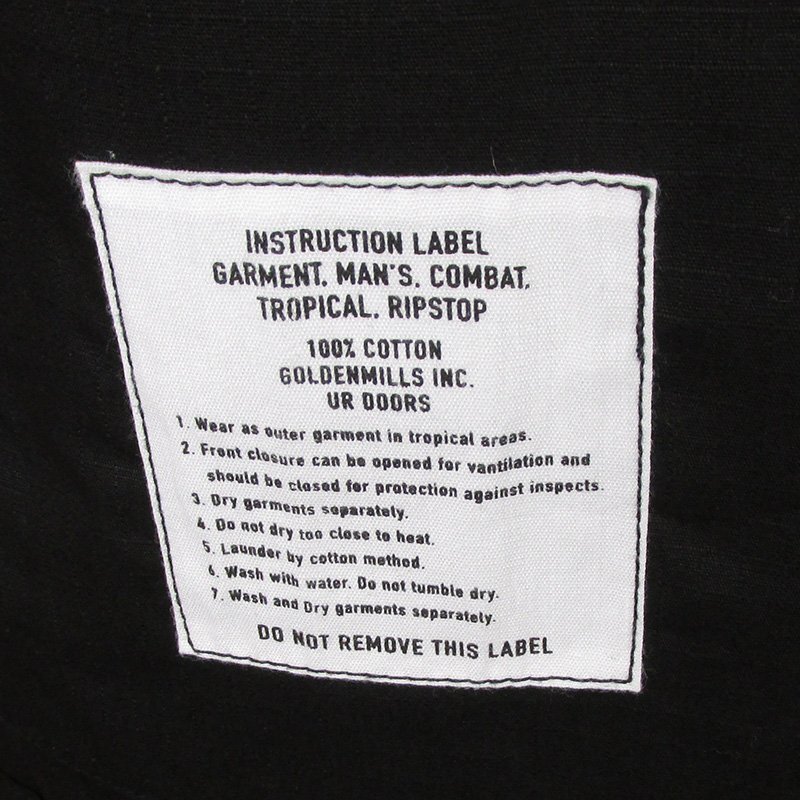 INSTRUCTION LABEL
GARMENT. MAN'S. COMBAT.
TROPICAL. RIPSTOP
100% COTTON
GOLDENMILLS INC.
UR DOORS
1. Wear as outer garment in tropical areas.
2. Front closure can be opened for vantilation and
should be closed for protection against inspects.
3. Dry garments separately.
4. Do not dry too close to heat.
5. Launder by cotton method.
6. Wash with water. Do not tumble dry.
7. Wash and Dry garments separately.
DO NOT REMOVE THIS LABEL